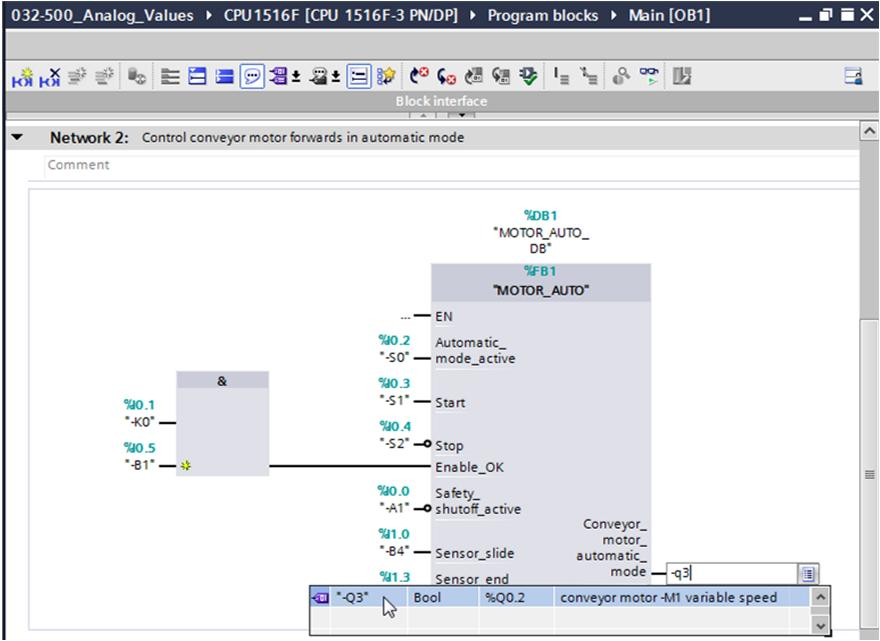 032-500_Analog_Values ▸ CPU1516F [CPU 1516F-3 PN/DP] ▸ Program blocks ▸ Main [OB1]
Block interface
Network 2: Control conveyor motor forwards in automatic mode
Comment
%DB1
"MOTOR_AUTO_
DB"
%FB1
"MOTOR_AUTO"
... EN
%I0.2
"-S0"
Automatic_
mode_active
%I0.3
"-S1"
Start
%I0.4
"-S2"
Stop
&
%I0.1
"-K0"
%I0.5
"-B1"
Enable_OK
%I0.0
"-A1"
Safety_
shutoff_active
%I1.0
"-B4"
Sensor_slide
%I1.3
Sensor_end
Conveyor_
motor_
automatic_
mode
-q3
"-Q3" Bool %Q0.2 conveyor motor -M1 variable speed